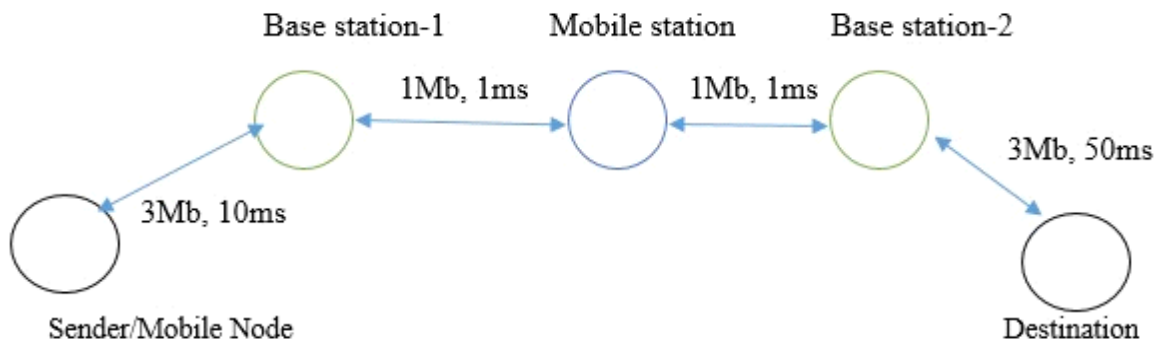 Base station-1
Mobile station
Base station-2
1Mb, 1ms
1Mb, 1ms
3Mb, 50ms
3Mb, 10ms
Sender/Mobile Node
Destination